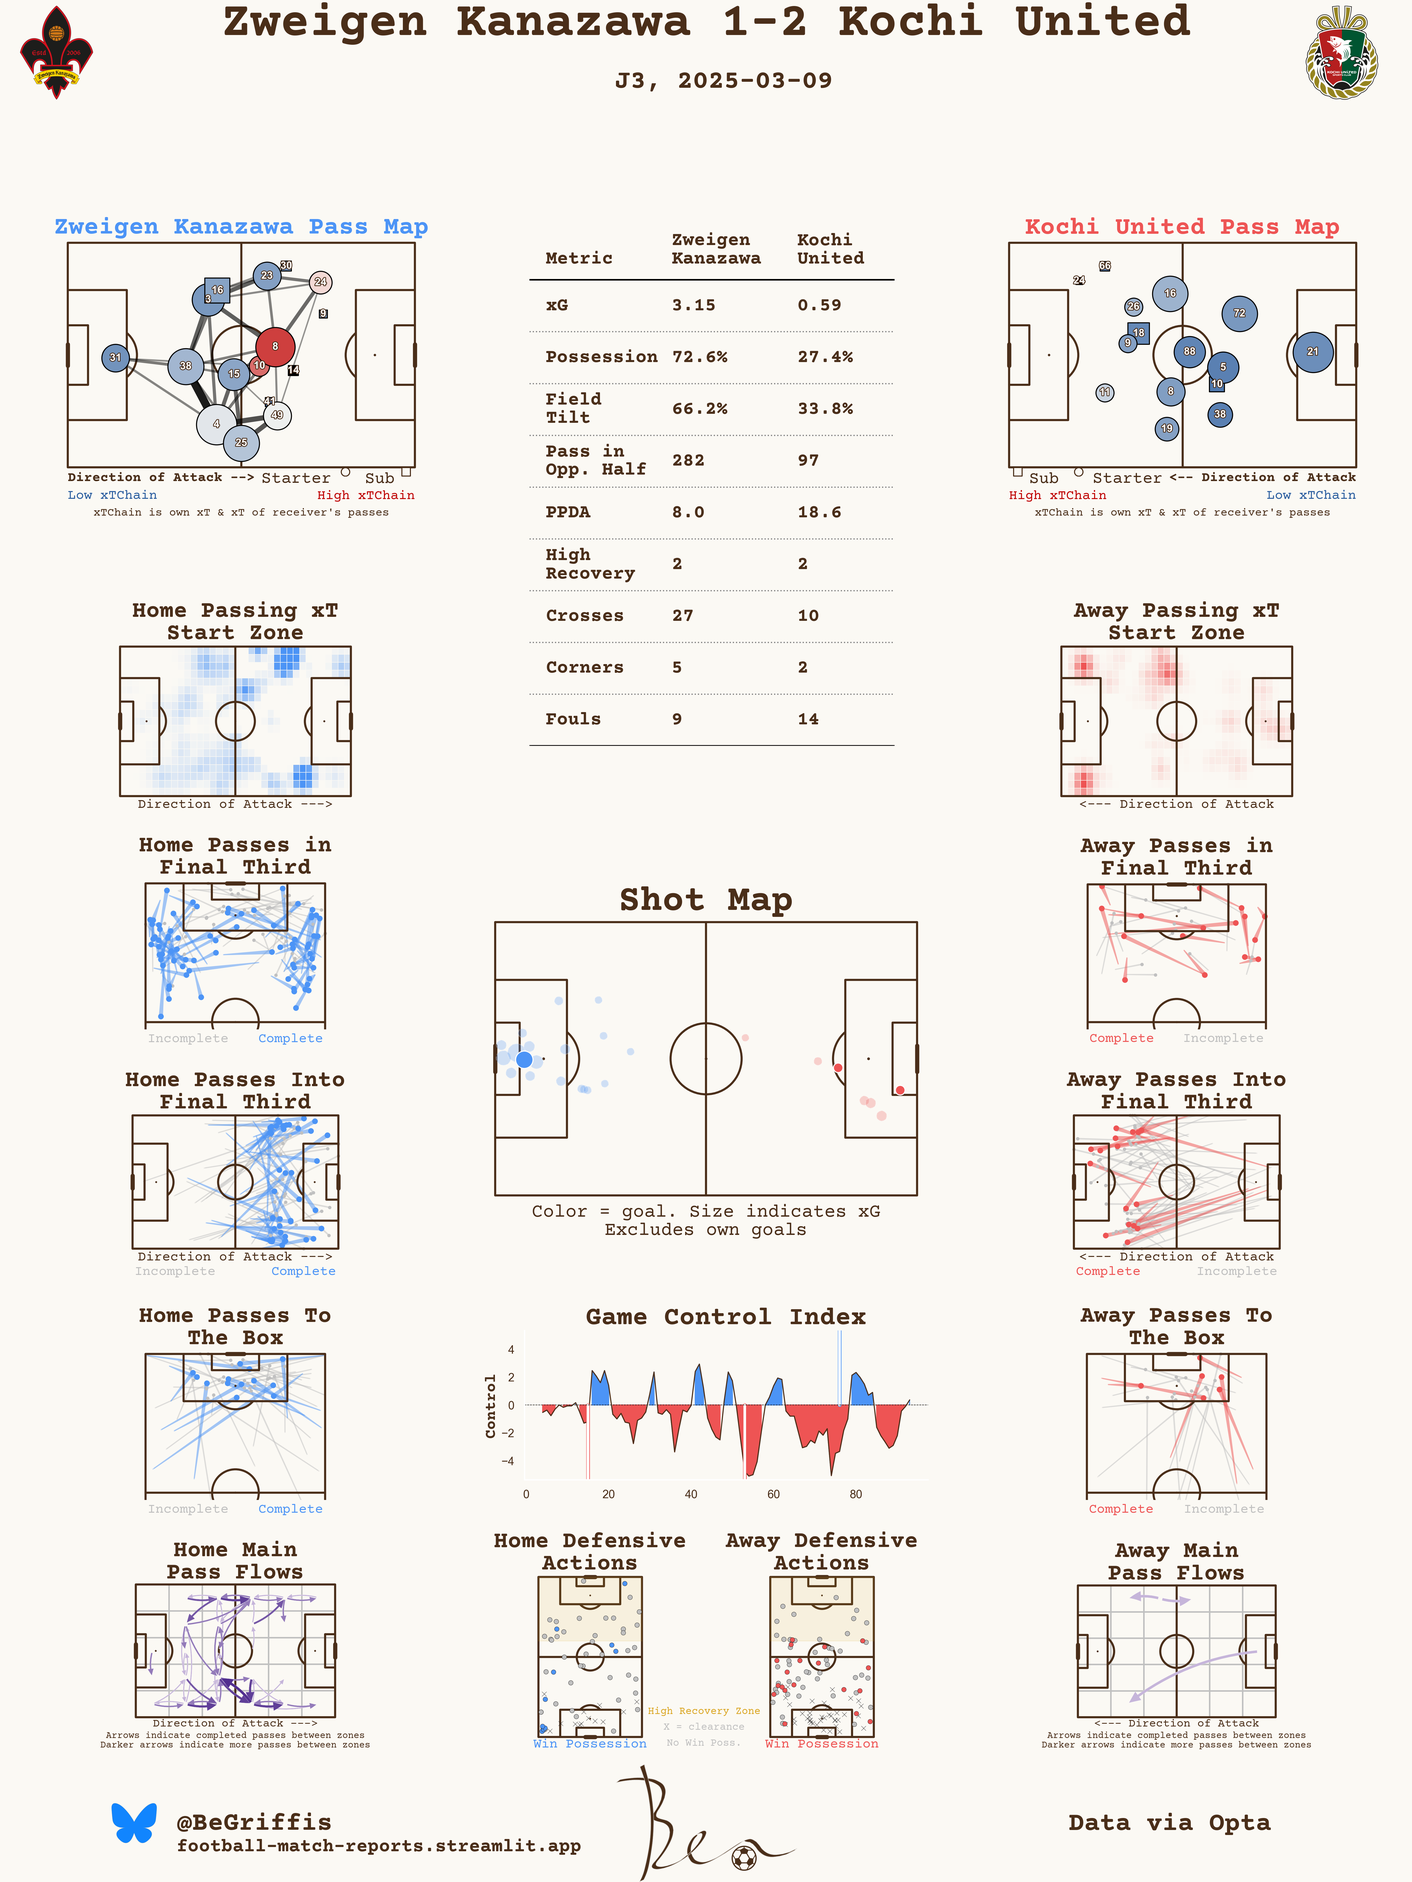 Zweigen Kanazawa 1-2 Kochi United
J3, 2025-03-09
Zweigen Kanazawa Pass Map
30
23
24
16
3
9
8
31
38
10
14
15
41
49
4
25
Direction of Attack --> Starter Sub
Low xTChain High xTChain
xTChain is own xT & xT of receiver's passes
Metric Zweigen Kanazawa Kochi United
xG 3.15 0.59
Possession 72.6% 27.4%
Field Tilt 66.2% 33.8%
Pass in Opp. Half 282 97
PPDA 8.0 18.6
High Recovery 2 2
Crosses 27 10
Corners 5 2
Fouls 9 14
Kochi United Pass Map
66
24
16
26
72
18
9
88
21
5
10
11
8
38
19
Sub Starter <-- Direction of Attack
High xTChain Low xTChain
xTChain is own xT & xT of receiver's passes
Home Passing xT
Start Zone
Direction of Attack --->
Away Passing xT
Start Zone
<--- Direction of Attack
Home Passes in
Final Third
Incomplete Complete
Away Passes in
Final Third
Complete Incomplete
Shot Map
Color = goal. Size indicates xG
Excludes own goals
Home Passes Into
Final Third
Direction of Attack --->
Incomplete Complete
Away Passes Into
Final Third
<--- Direction of Attack
Complete Incomplete
Home Passes To
The Box
Incomplete Complete
Game Control Index
Control
4
2
0
−2
−4
0 20 40 60 80
Away Passes To
The Box
Complete Incomplete
Home Main
Pass Flows
Direction of Attack --->
Arrows indicate completed passes between zones
Darker arrows indicate more passes between zones
Home Defensive
Actions
Win Possession
High Recovery Zone
X = clearance
No Win Poss.
Away Defensive
Actions
Win Possession
Away Main
Pass Flows
<--- Direction of Attack
Arrows indicate completed passes between zones
Darker arrows indicate more passes between zones
@BeGriffis
football-match-reports.streamlit.app
Ben
Data via Opta